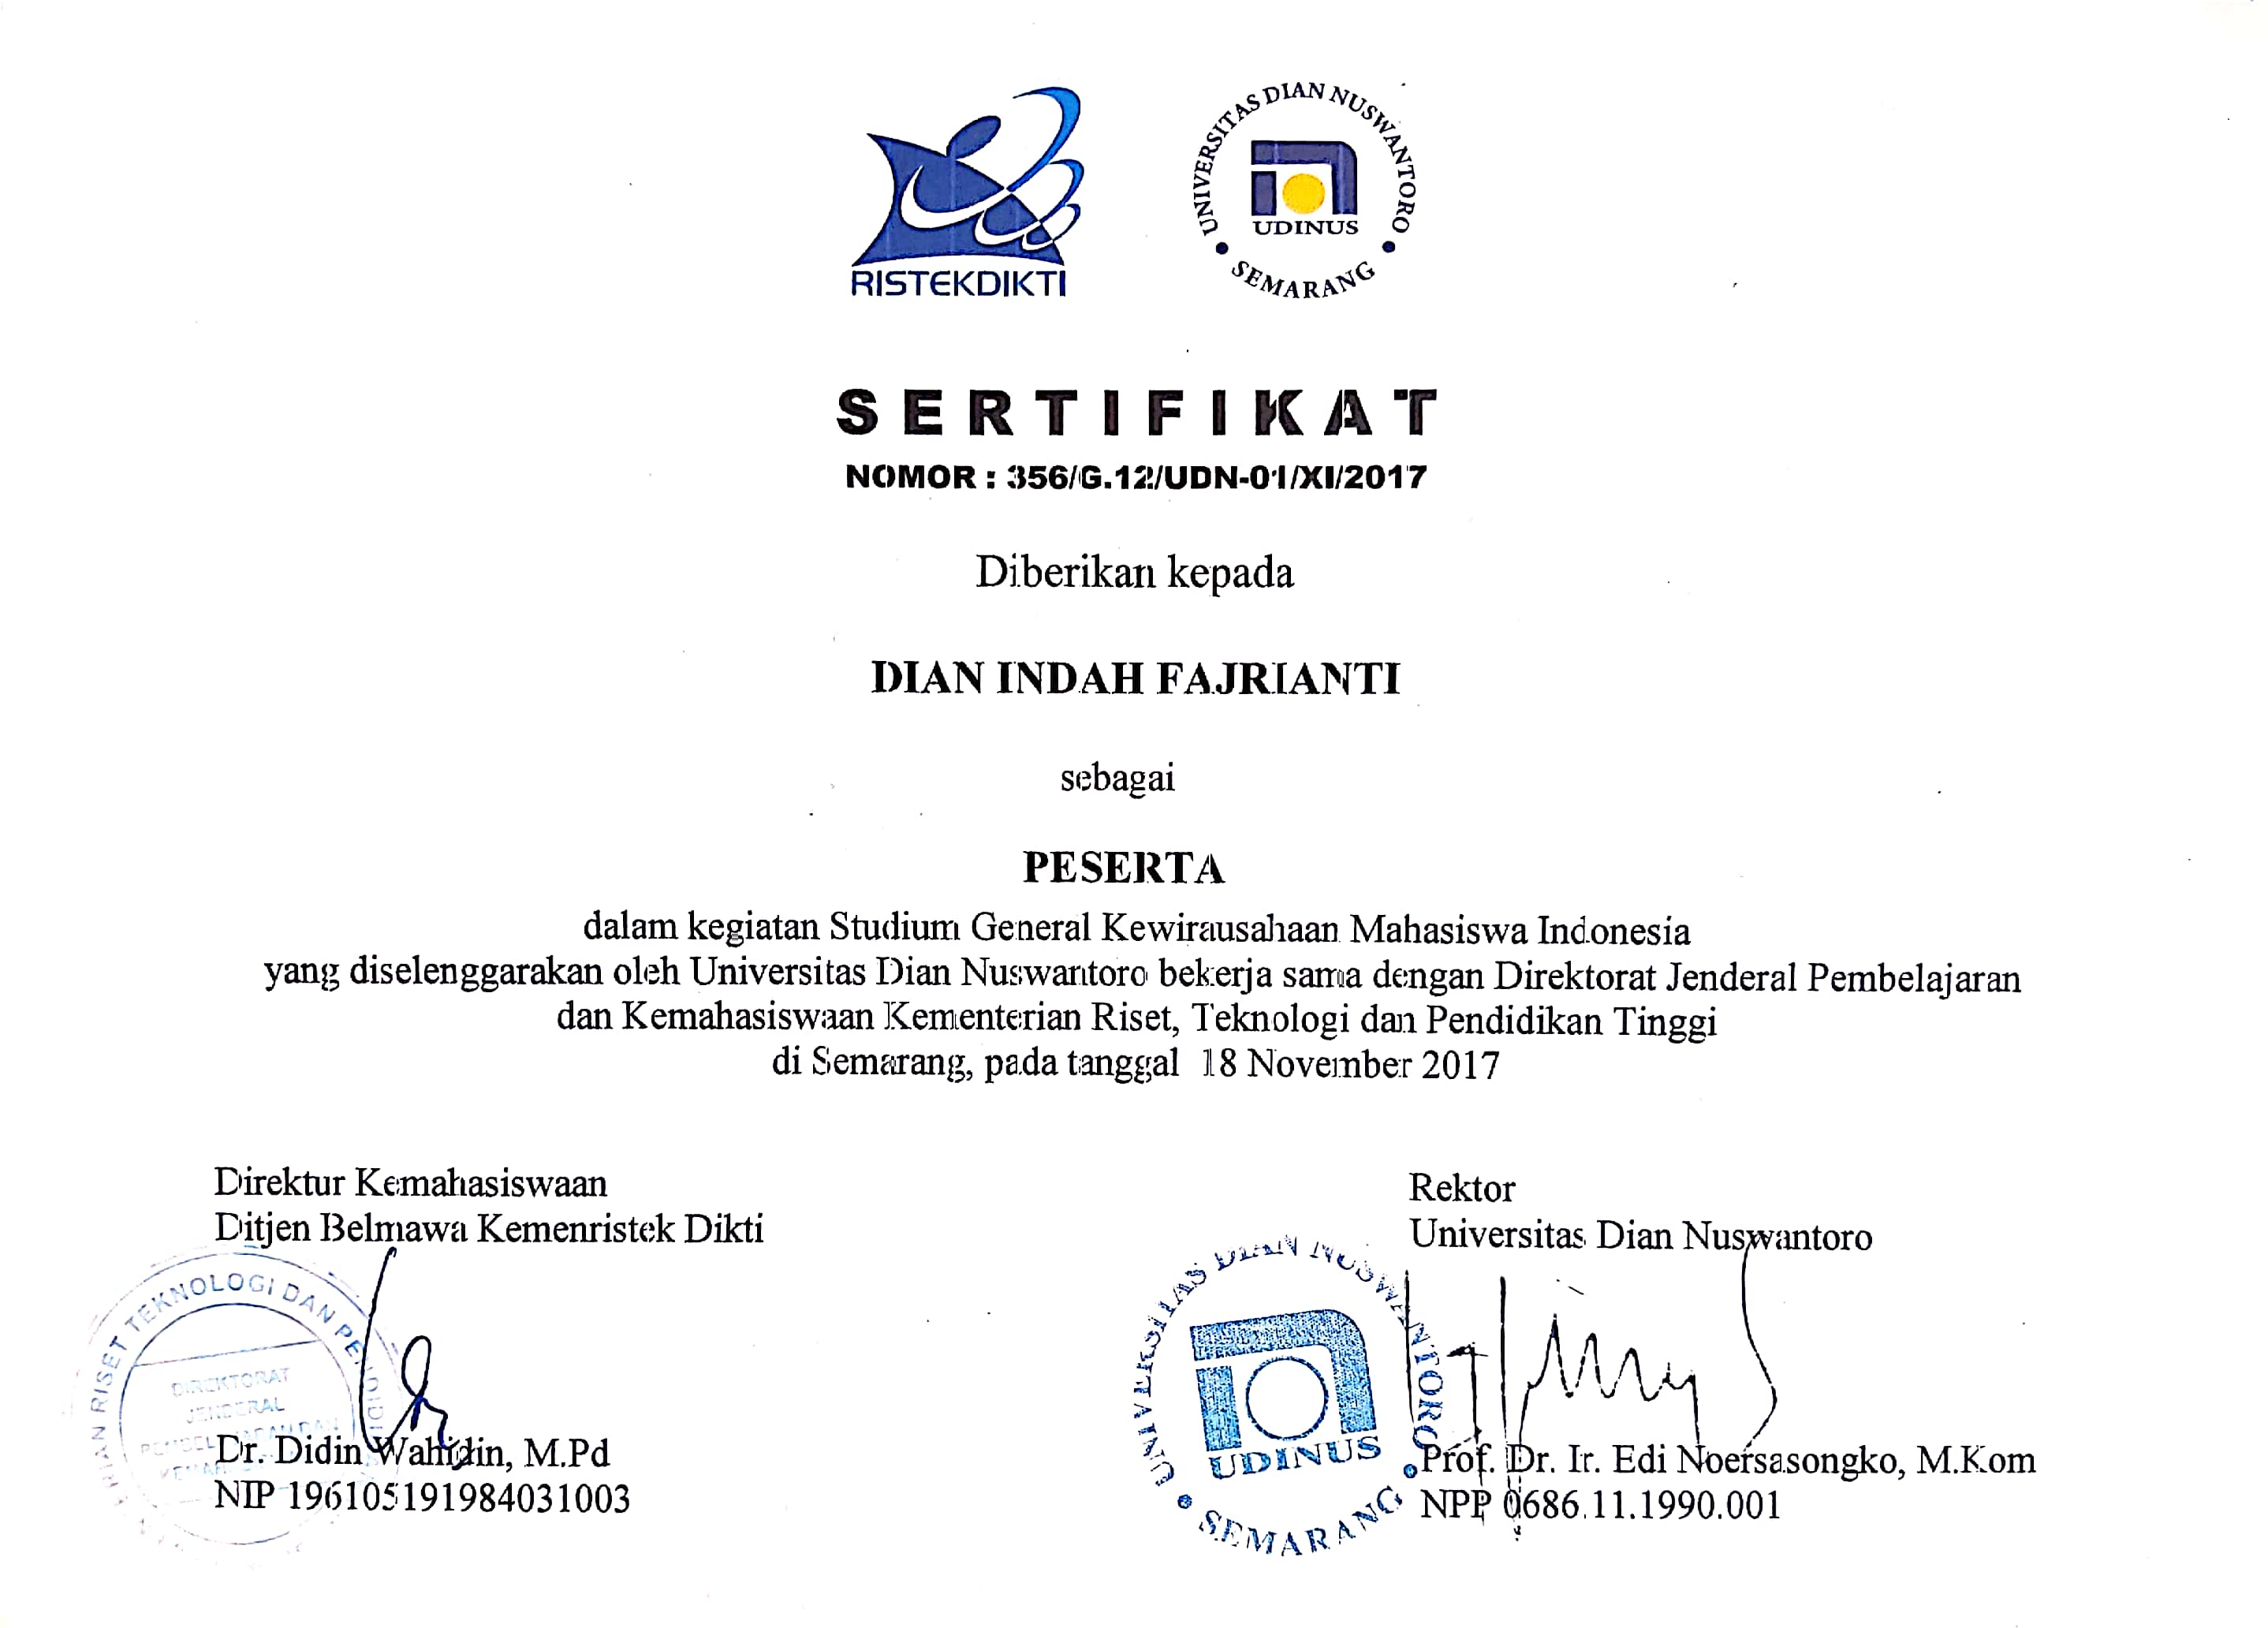 RISTEKDIKTI
UNIVERSITAS DIAN NUSWANTORO
UDINUS
SEMARANG
SERTIFIKAT
NOMOR : 356/G.12/UDN-01/XI/2017
Diberikan kepada
DIAN INDAH FAJRIANTI
sebagai
PESERTA
dalam kegiatan Studium General Kewirausahaan Mahasiswa Indonesia
yang diselenggarakan oleh Universitas Dian Nuswantoro bekerja sama dengan Direktorat Jenderal Pembelajaran
dan Kemahasiswaan Kementerian Riset, Teknologi dan Pendidikan Tinggi
di Semarang, pada tanggal 18 November 2017
Direktur Kemahasiswaan
Ditjen Belmawa Kemenristek Dikti
RISET TEKNOLOGI DAN
DIREKTORAT
JENDERAL
Dr. Didin Wahidin, M.Pd
NIP 196105191984031003
Rektor
Universitas Dian Nuswantoro
UNIVERSITAS DIAN NUSWANTORO
UDINUS
SEMARANG
Prof. Dr. Ir. Edi Noersasongko, M.Kom
NPP 0686.11.1990.001